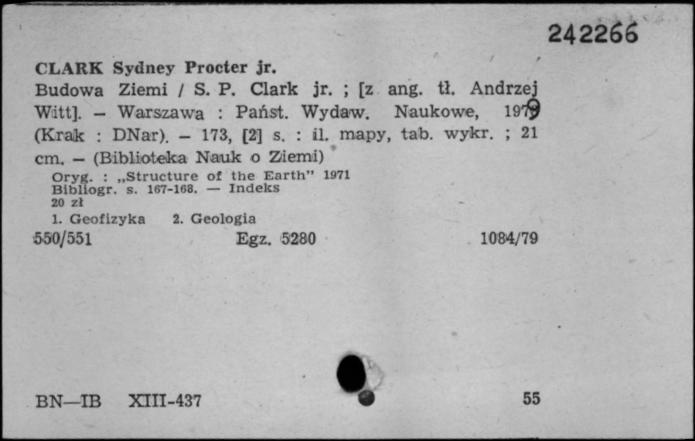 242266
CLARK Sydney Procter jr.
Budowa Ziemi / S. P. Clark jr. ; [z ang. tł. Andrzej
Witt]. — Warszawa : Państ. Wydaw. Naukowe, 1979
(Krak : DNar). — 173, [2] s. : il. mapy, tab. wykr. ; 21
cm. — (Biblioteka Nauk o Ziemi)
Oryg. : „Structure of the Earth” 1971
Bibliogr. s. 167-168. — Indeks
20 zł
1. Geofizyka 2. Geologia
550/551 Egz. 5280 1084/79
BN—IB XIII-437 55